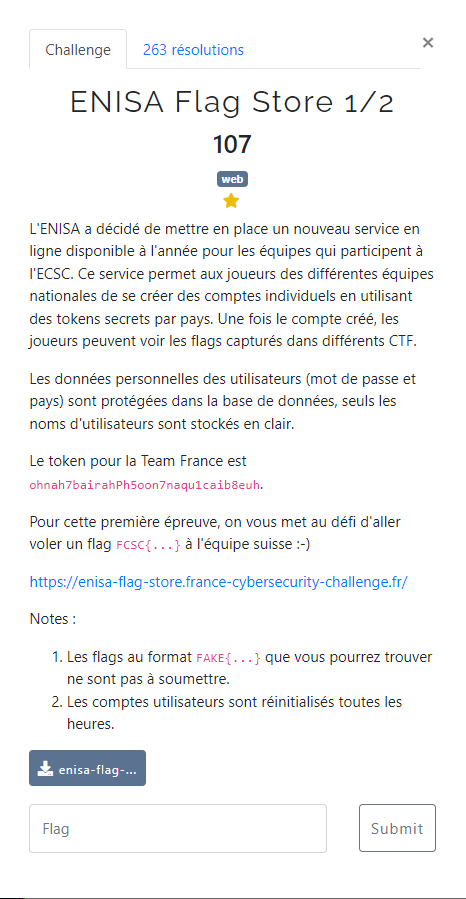 Challenge
263 résolutions
×
ENISA Flag Store 1/2
107
web
L'ENISA a décidé de mettre en place un nouveau service en
ligne disponible à l'année pour les équipes qui participent à
l'ECSC. Ce service permet aux joueurs des différentes équipes
nationales de se créer des comptes individuels en utilisant
des tokens secrets par pays. Une fois le compte créé, les
joueurs peuvent voir les flags capturés dans différents CTF.
Les données personnelles des utilisateurs (mot de passe et
pays) sont protégées dans la base de données, seuls les
noms d'utilisateurs sont stockés en clair.
Le token pour la Team France est
ohnah7bairahPh5oon7naqu1caib8euh.
Pour cette première épreuve, on vous met au défi d'aller
voler un flag FCSC{...} à l'équipe suisse :-)
https://enisa-flag-store.france-cybersecurity-challenge.fr/
Notes :
1. Les flags au format FAKE{...} que vous pourrez trouver
ne sont pas à soumettre.
2. Les comptes utilisateurs sont réinitialisés toutes les
heures.
enisa-flag-...
Flag
Submit